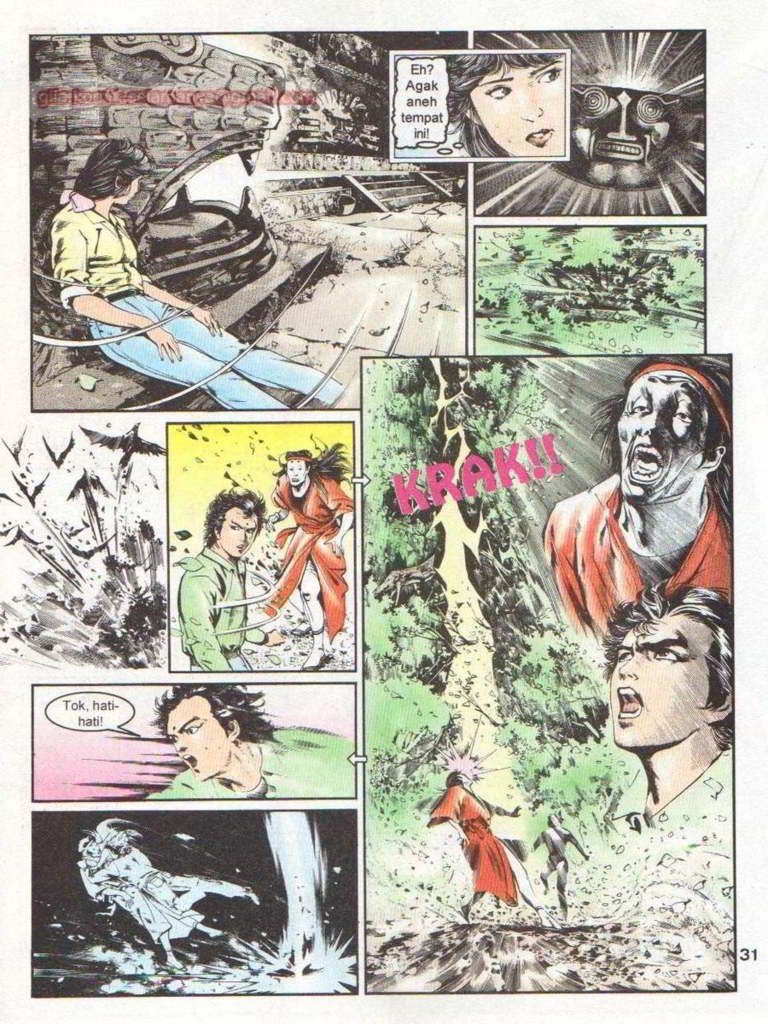 Eh?
Agak
aneh
tempat
ini!
KRAK!!
Tok, hati-
hati!
31